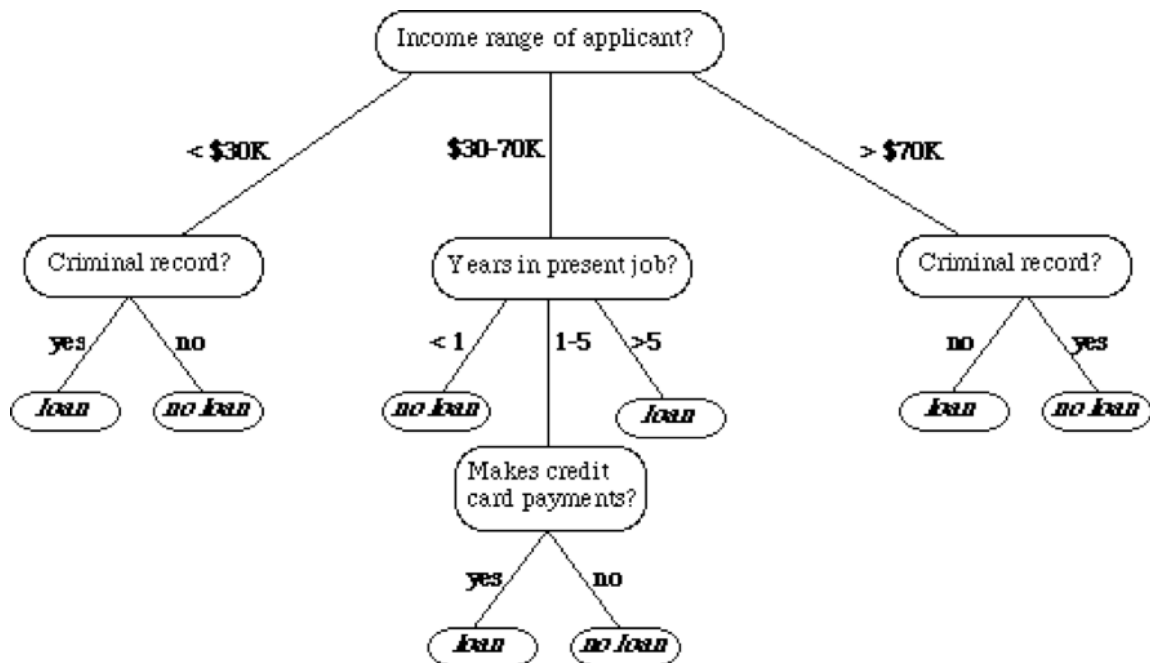 Income range of applicant?
< $30K
$30-70K
> $70K
Criminal record?
Years in present job?
Criminal record?
yes
no
< 1
1-5
>5
no
yes
loan
no loan
no loan
loan
loan
no loan
Makes credit
card payments?
yes
no
loan
no loan